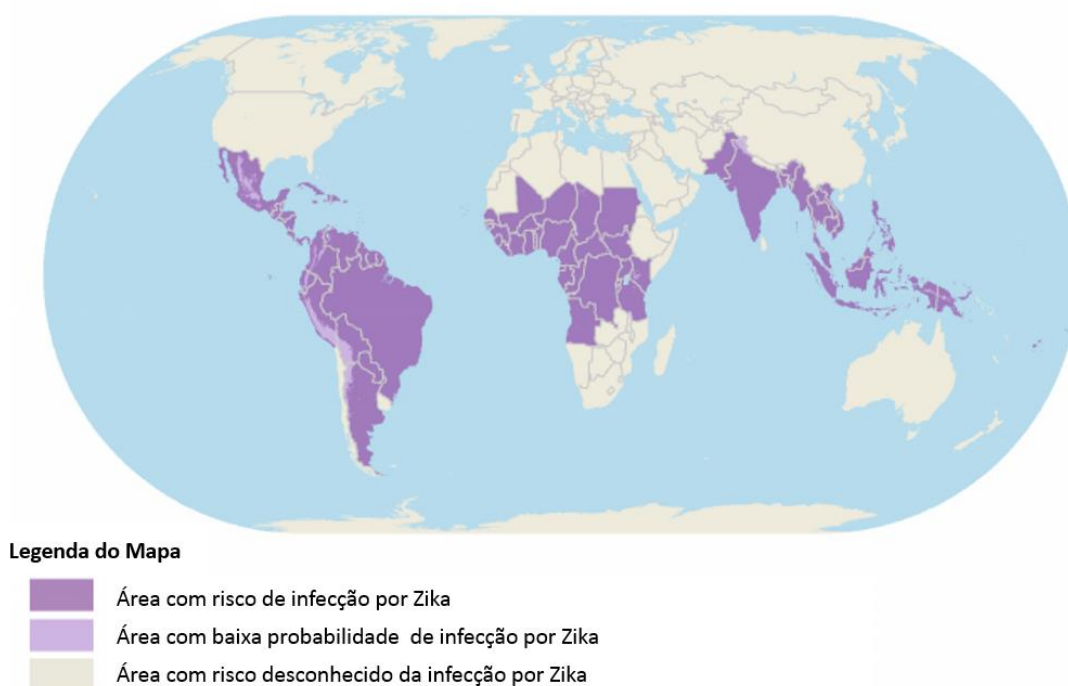 Legenda do Mapa
Área com risco de infecção por Zika
Área com baixa probabilidade de infecção por Zika
Área com risco desconhecido da infecção por Zika